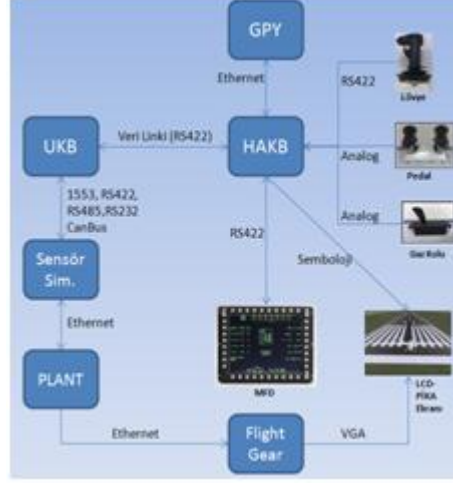 GPY
Ethernet
RS422
Lövye
UKB
Veri Linki (RS422)
HAKB
Analog
Pedal
1553, RS422,
RS485,RS232
CanBus
RS422
Analog
Gaz Kolu
Sensör
Sim.
Semboloji
Ethernet
PLANT
MFD
LCD-
PİKA
Ekranı
Ethernet
Flight
Gear
VGA